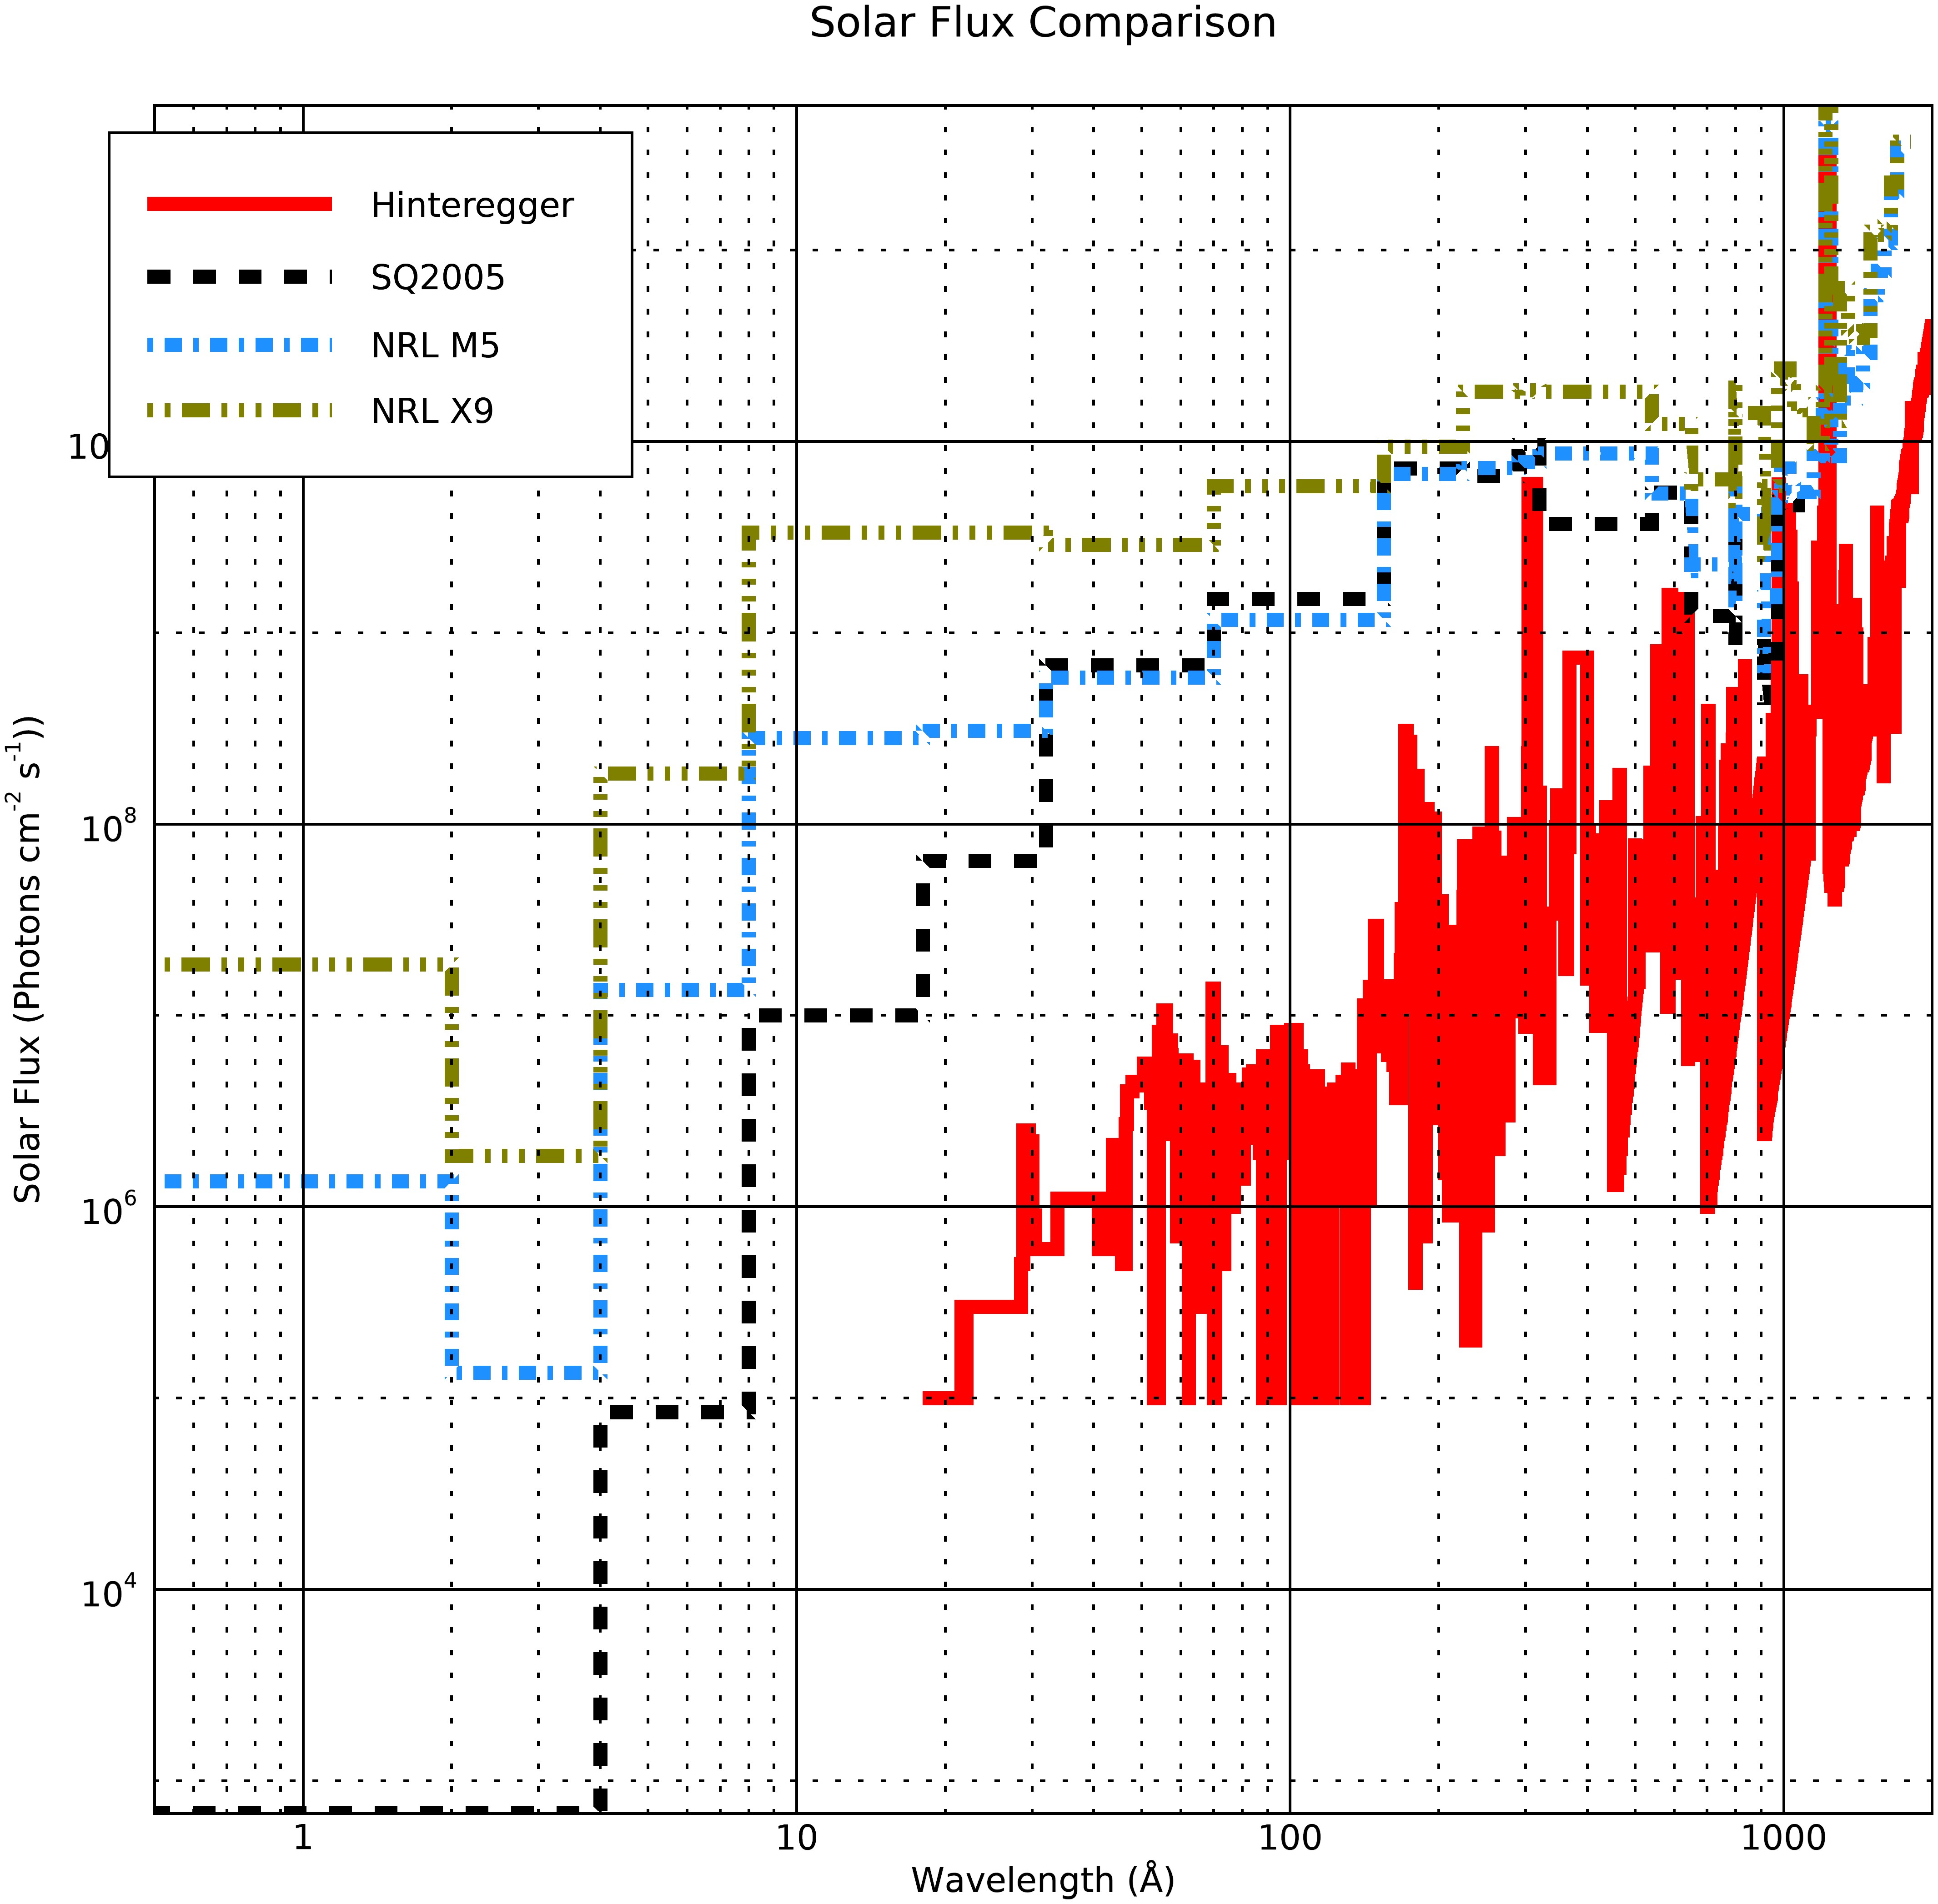 Solar Flux Comparison
Hinteregger
SQ2005
NRL M5
NRL X9
10
10^8
10^6
10^4
Solar Flux (Photons cm^-2 s^-1))
1 10 100 1000
Wavelength (Å)